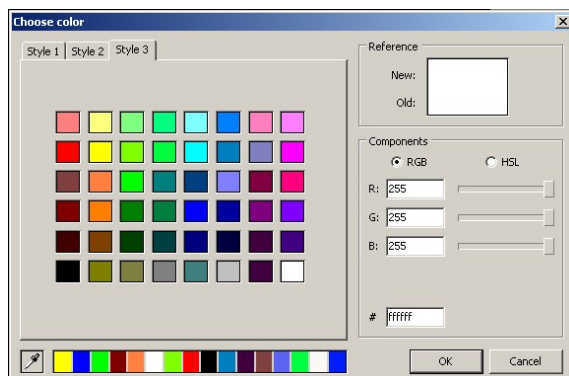 Choose color
Style 1 Style 2 Style 3
Reference
New:
Old:
Components
RGB HSL
R: 255
G: 255
B: 255
# ffffff
OK Cancel